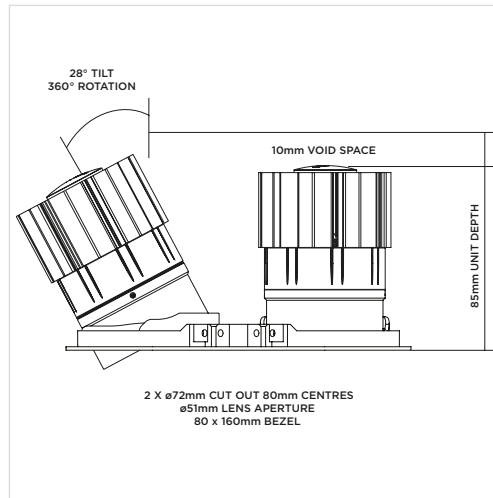 28° TILT
360° ROTATION
10mm VOID SPACE
85mm UNIT DEPTH
2 X ø72mm CUT OUT 80mm CENTRES
ø51mm LENS APERTURE
80 x 160mm BEZEL